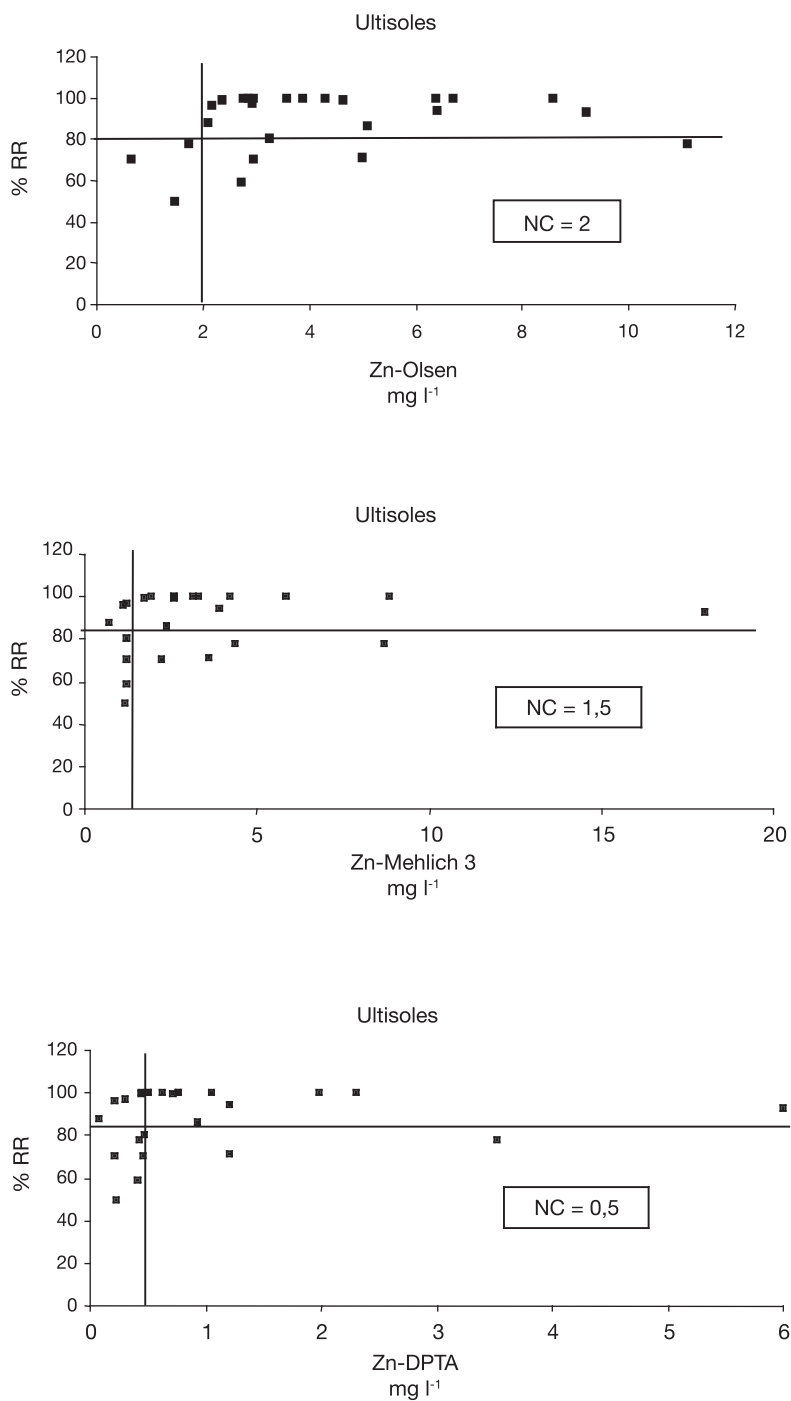 Ultisoles
120
100
80
60
40
20
0
% RR
NC = 2
0 2 4 6 8 10 12
Zn-Olsen
mg l-1
Ultisoles
120
100
80
60
40
20
0
% RR
NC = 1,5
0 5 10 15 20
Zn-Mehlich 3
mg l-1
Ultisoles
120
100
80
60
40
20
0
% RR
NC = 0,5
0 1 2 3 4 5 6
Zn-DPTA
mg l-1